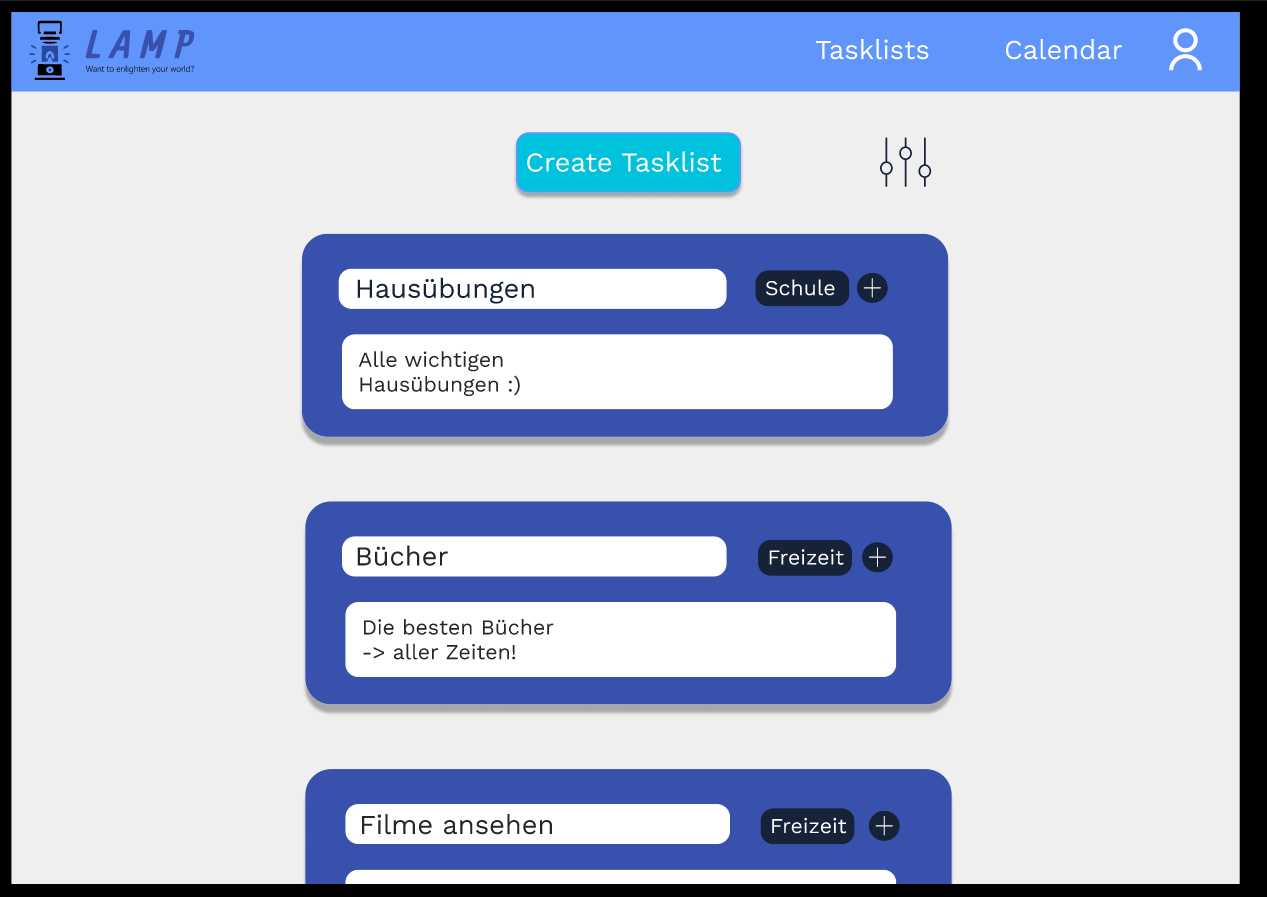 LAMP
Want to enlighten your world?
Tasklists
Calendar
Create Tasklist
Hausübungen
Schule
Alle wichtigen
Hausübungen :)
Bücher
Freizeit
Die besten Bücher
-> aller Zeiten!
Filme ansehen
Freizeit